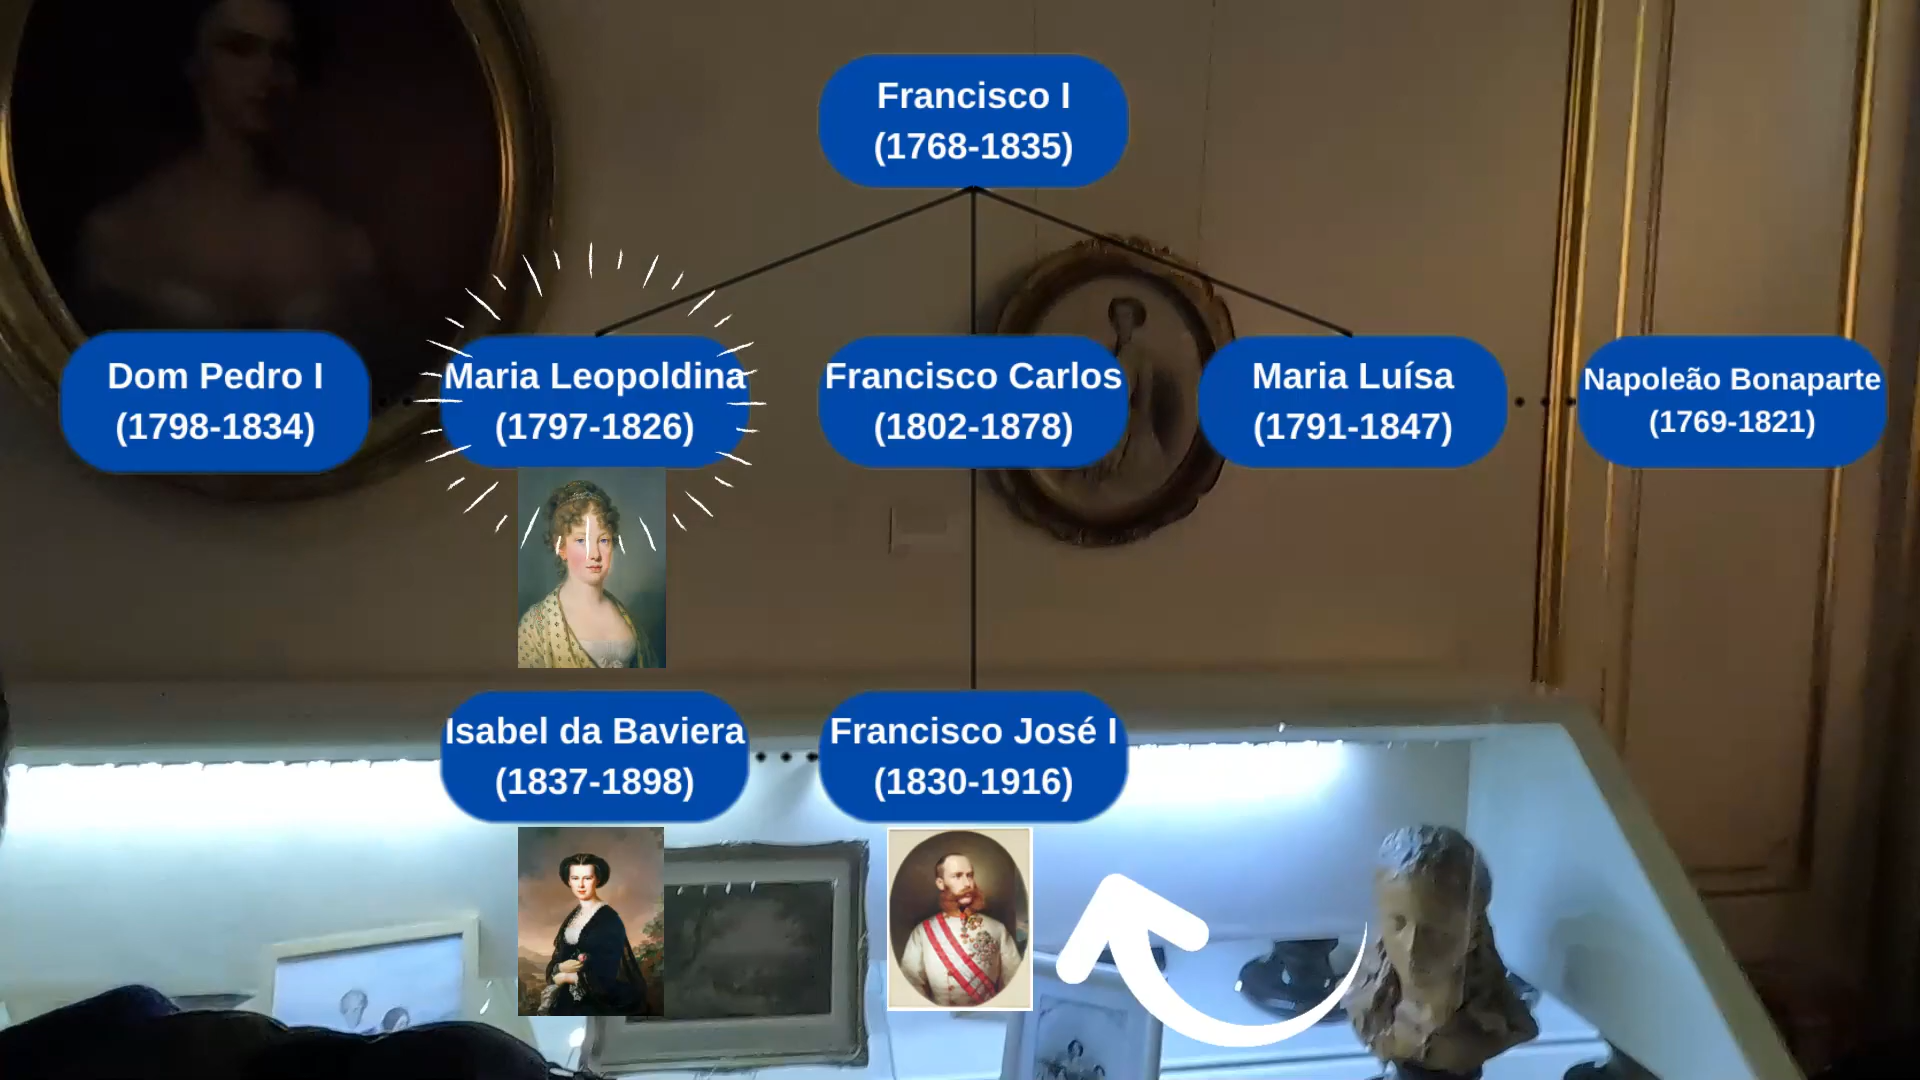 Francisco I
(1768-1835)
Dom Pedro I
(1798-1834)
Maria Leopoldina
(1797-1826)
Francisco Carlos
(1802-1878)
Maria Luísa
(1791-1847)
Napoleão Bonaparte
(1769-1821)
Isabel da Baviera
(1837-1898)
Francisco José I
(1830-1916)